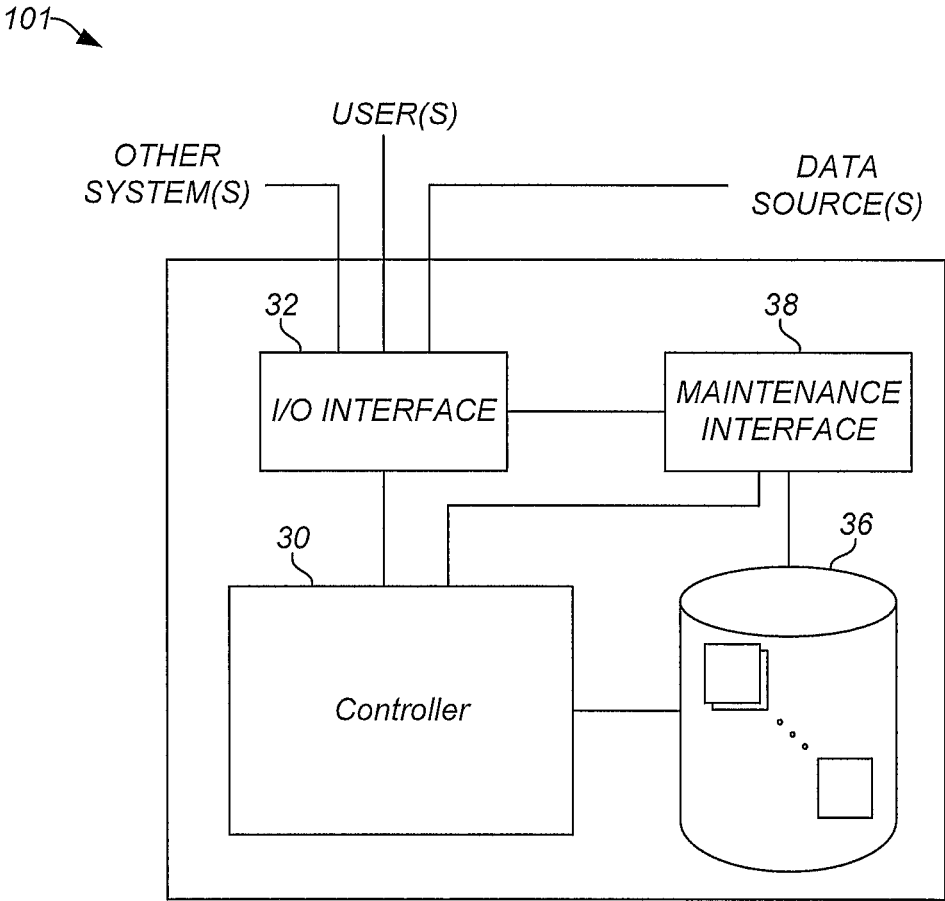 101
USER(S)
OTHER
SYSTEM(S)
DATA
SOURCE(S)
32
38
I/O INTERFACE
MAINTENANCE
INTERFACE
30
36
Controller